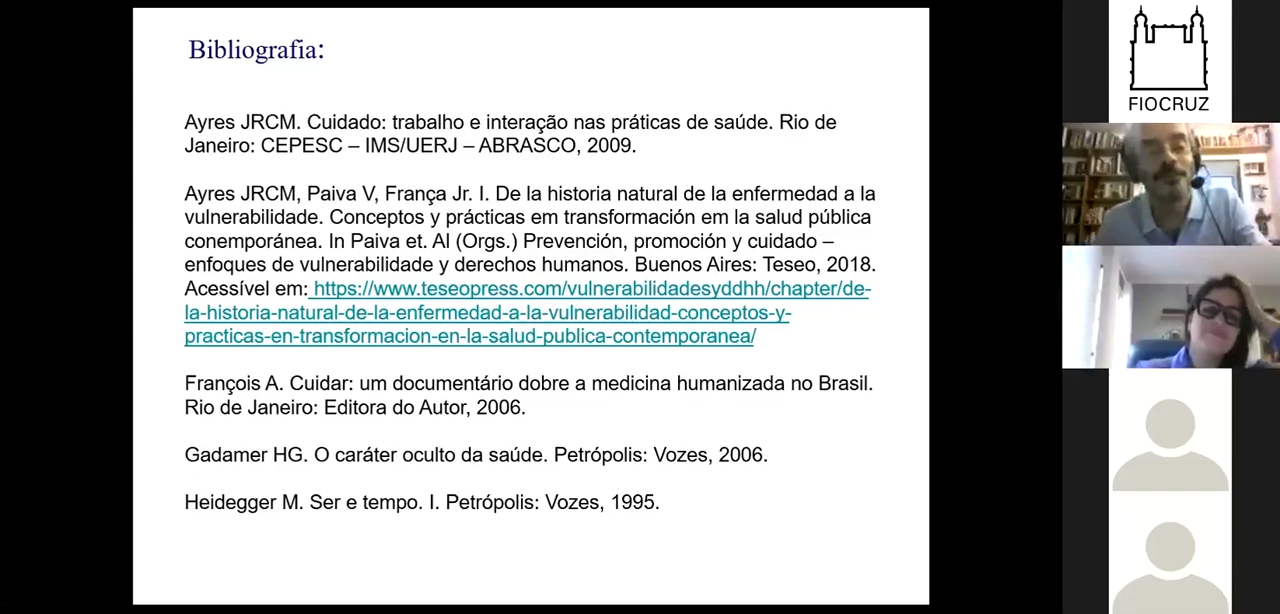 Bibliografia:
Ayres JRCM. Cuidado: trabalho e interação nas práticas de saúde. Rio de
Janeiro: CEPESC – IMS/UERJ – ABRASCO, 2009.
Ayres JRCM, Paiva V, França Jr. I. De la historia natural de la enfermedad a la
vulnerabilidade. Conceptos y prácticas em transformación em la salud pública
conemporánea. In Paiva et. Al (Orgs.) Prevención, promoción y cuidado –
enfoques de vulnerabilidade y derechos humanos. Buenos Aires: Teseo, 2018.
Acessível em: https://www.teseopress.com/vulnerabilidadesyddhh/chapter/de-
la-historia-natural-de-la-enfermedad-a-la-vulnerabilidad-conceptos-y-
practicas-en-transformacion-en-la-salud-publica-contemporanea/
François A. Cuidar: um documentário dobre a medicina humanizada no Brasil.
Rio de Janeiro: Editora do Autor, 2006.
Gadamer HG. O caráter oculto da saúde. Petrópolis: Vozes, 2006.
Heidegger M. Ser e tempo. I. Petrópolis: Vozes, 1995.
FIOCRUZ